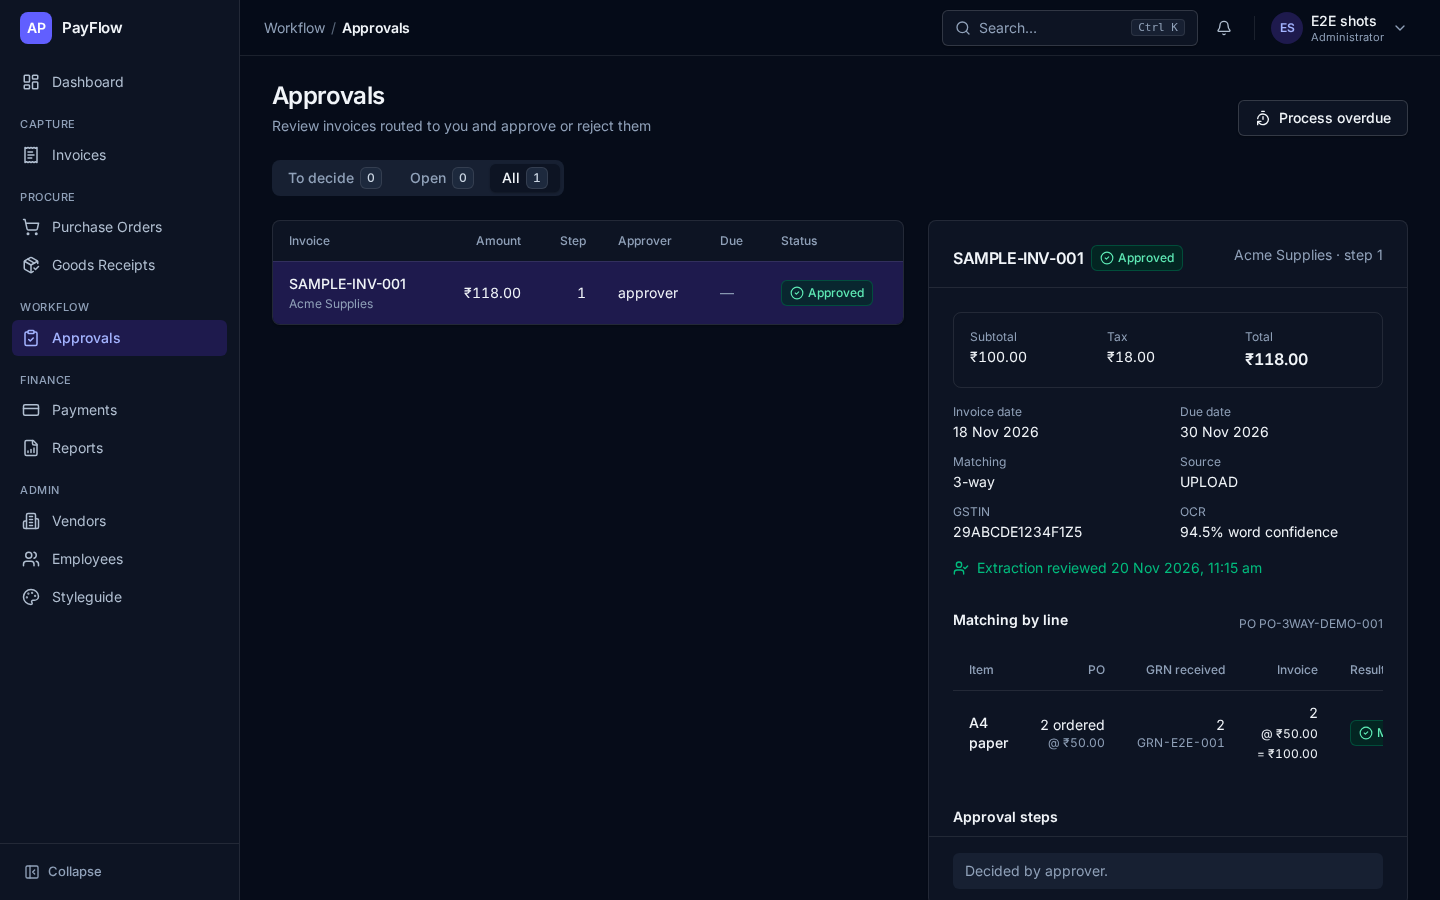 AP PayFlow
Dashboard
CAPTURE
Invoices
PROCURE
Purchase Orders
Goods Receipts
WORKFLOW
Approvals
FINANCE
Payments
Reports
ADMIN
Vendors
Employees
Styleguide
Collapse
Workflow / Approvals
Search... Ctrl K
ES E2E shots
Administrator
Approvals
Review invoices routed to you and approve or reject them
Process overdue
To decide 0 Open 0 All 1
Invoice Amount Step Approver Due Status
SAMPLE-INV-001 ₹118.00 1 approver — Approved
Acme Supplies
SAMPLE-INV-001 Approved Acme Supplies · step 1
Subtotal Tax Total
₹100.00 ₹18.00 ₹118.00
Invoice date Due date
18 Nov 2026 30 Nov 2026
Matching Source
3-way UPLOAD
GSTIN OCR
29ABCDE1234F1Z5 94.5% word confidence
Extraction reviewed 20 Nov 2026, 11:15 am
Matching by line PO PO-3WAY-DEMO-001
Item PO GRN received Invoice Result
A4 paper 2 ordered 2 2
@ ₹50.00 GRN-E2E-001 @ ₹50.00
= ₹100.00
Approval steps
Decided by approver.